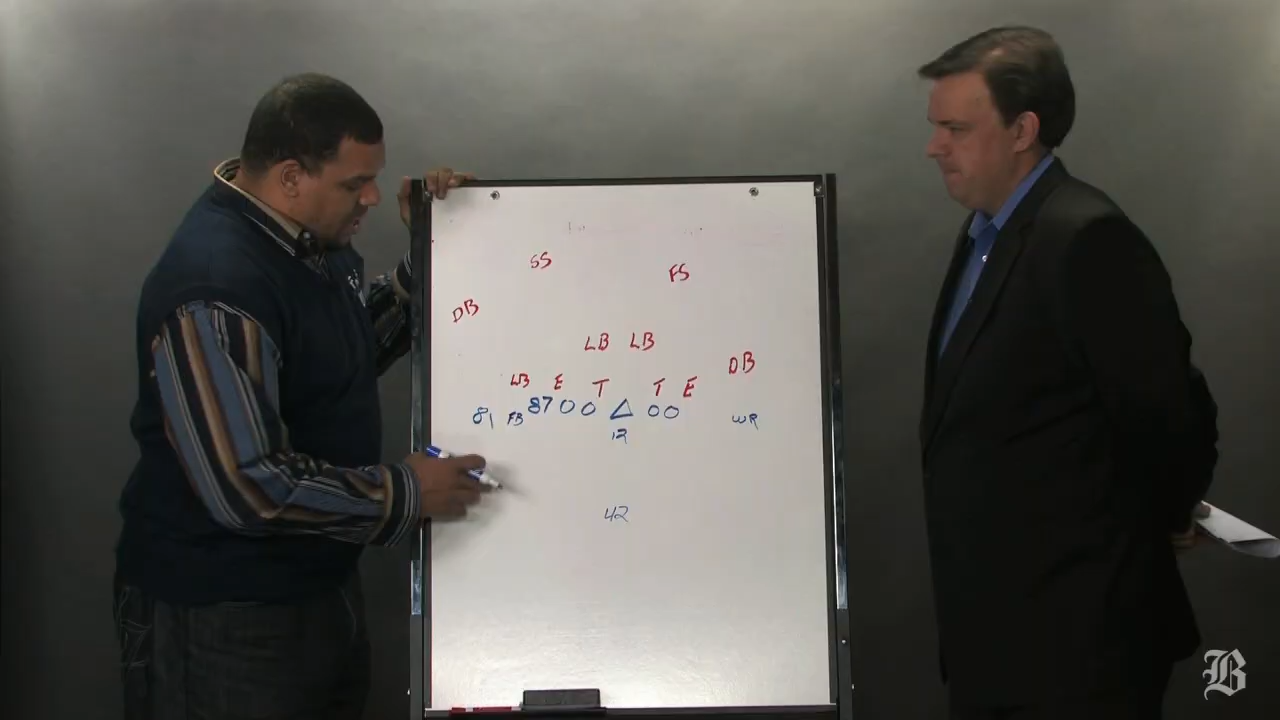 SS FS
DB
LB LB
DB
LB E T T E
81 FB 87 O O △ O O WR
12
42
B